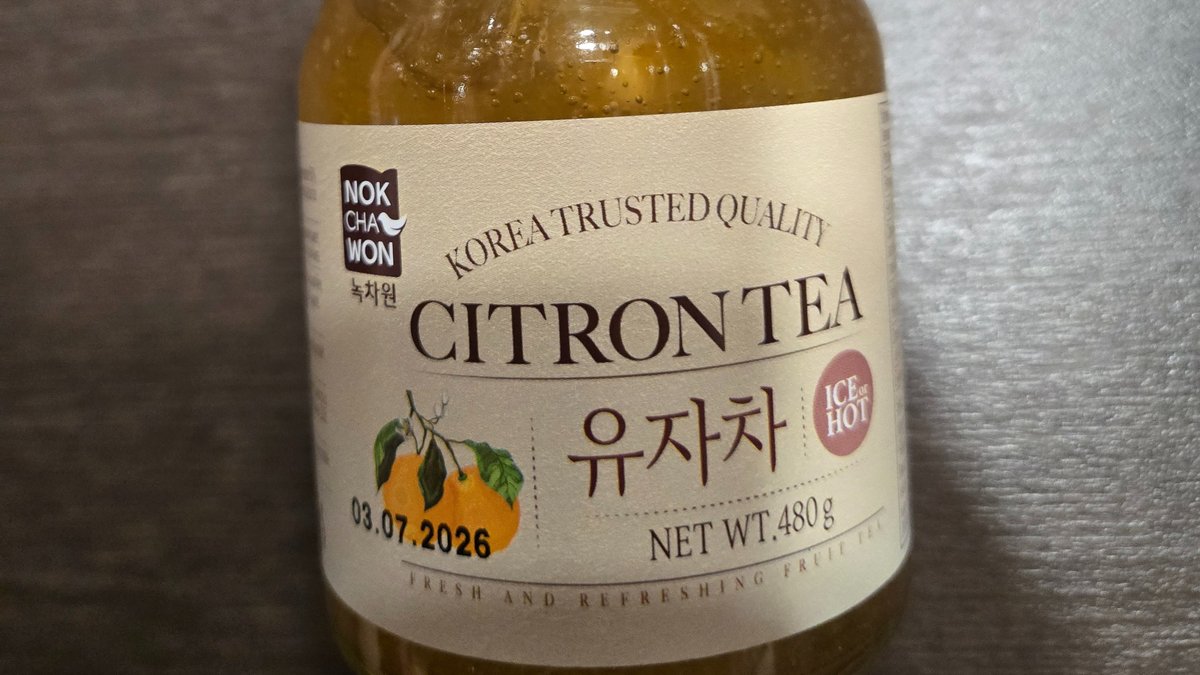 NOK
CHA
WON
녹차원
KOREA TRUSTED QUALITY
CITRON TEA
유자차
ICE or
HOT
03.07.2026
NET WT.480g
FRESH AND REFRESHING FRUIT TEA